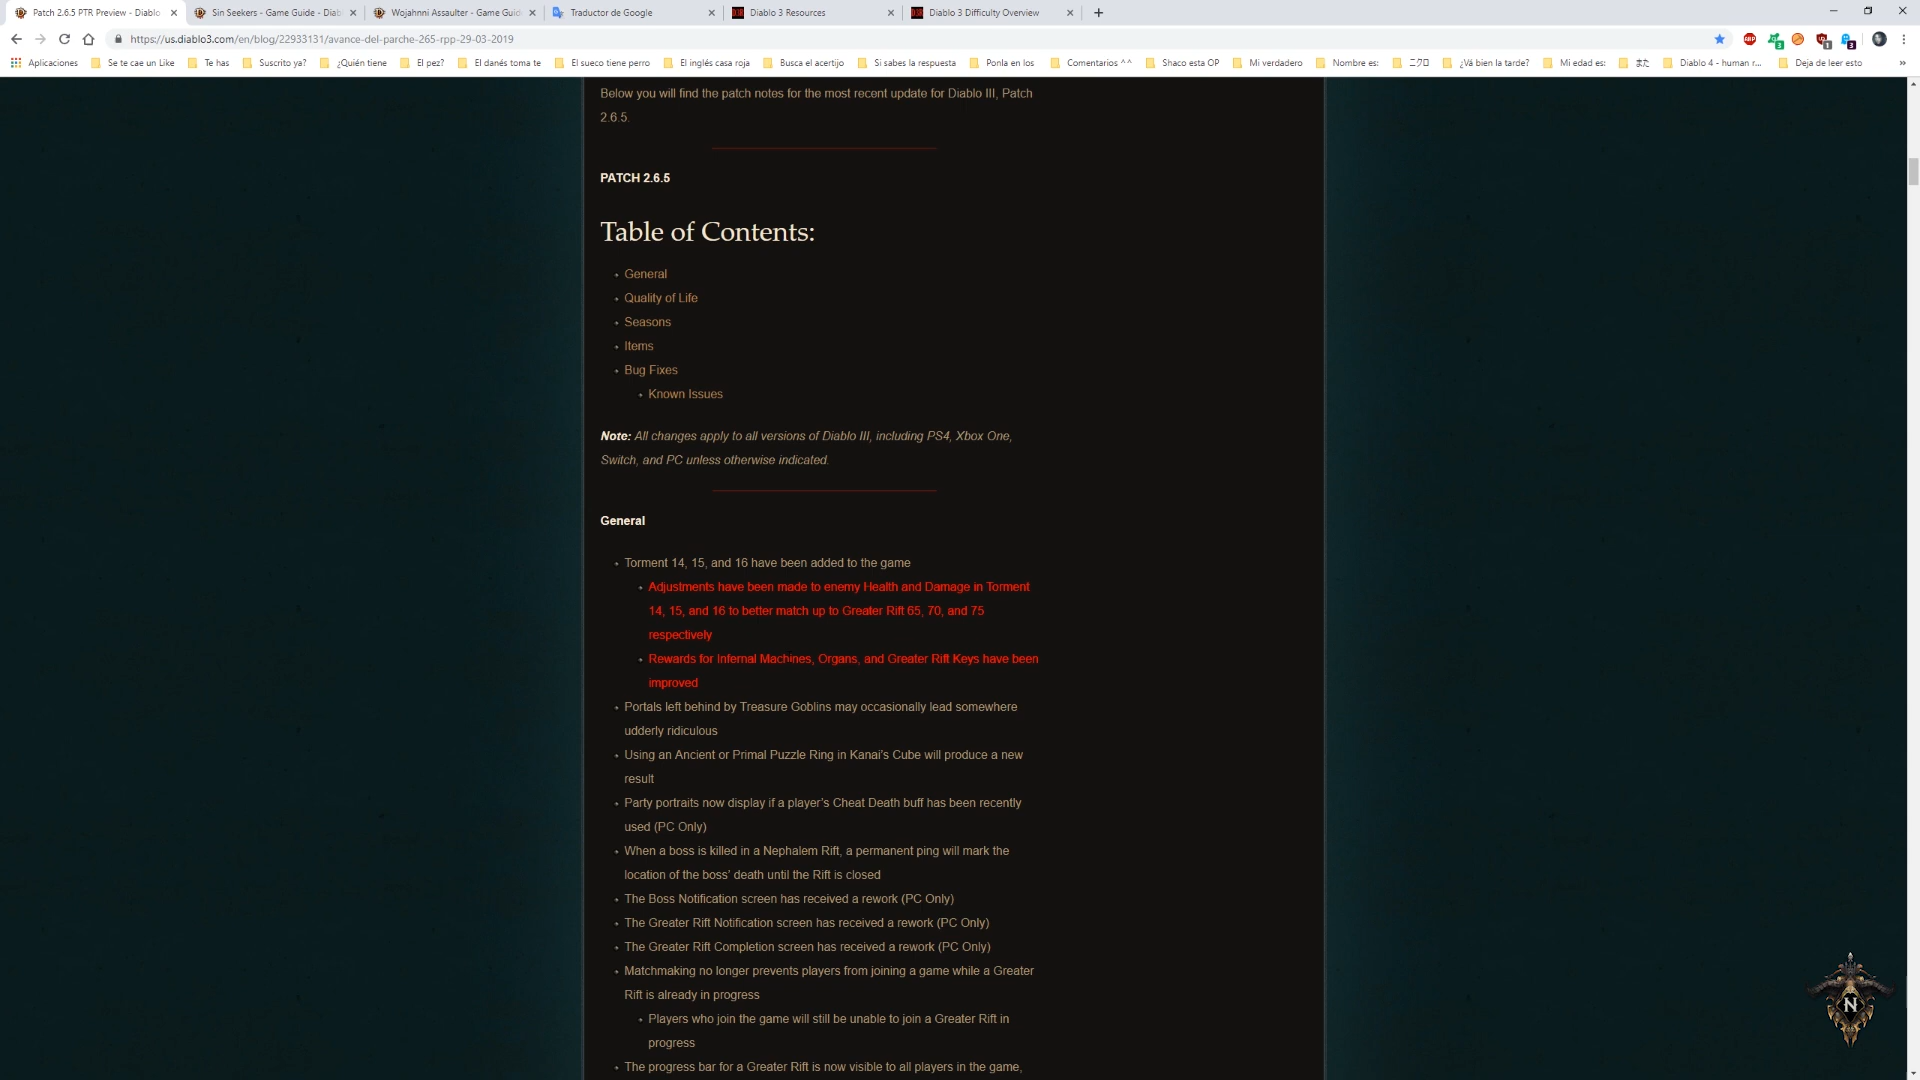 Patch 2.6.5 PTR Preview - Diablo
Sin Seekers - Game Guide - Diab
Wojahnni Assaulter - Game Guid
Traductor de Google
Diablo 3 Resources
Diablo 3 Difficulty Overview
https://us.diablo3.com/en/blog/22933131/avance-del-parche-265-rpp-29-03-2019
Aplicaciones
Se te cae un Like
Te has
Suscrito ya?
¿Quién tiene
El pez?
El danés toma te
El sueco tiene perro
El inglés casa roja
Busca el acertijo
Si sabes la respuesta
Ponla en los
Comentarios ^^
Shaco esta OP
Mi verdadero
Nombre es:
ニクロ
¿Vá bien la tarde?
Mi edad es:
また
Diablo 4 - human r...
Deja de leer esto
Below you will find the patch notes for the most recent update for Diablo III, Patch
2.6.5.
PATCH 2.6.5
Table of Contents:
General
Quality of Life
Seasons
Items
Bug Fixes
Known Issues
Note: All changes apply to all versions of Diablo III, including PS4, Xbox One,
Switch, and PC unless otherwise indicated.
General
Torment 14, 15, and 16 have been added to the game
Adjustments have been made to enemy Health and Damage in Torment
14, 15, and 16 to better match up to Greater Rift 65, 70, and 75
respectively
Rewards for Infernal Machines, Organs, and Greater Rift Keys have been
improved
Portals left behind by Treasure Goblins may occasionally lead somewhere
udderly ridiculous
Using an Ancient or Primal Puzzle Ring in Kanai's Cube will produce a new
result
Party portraits now display if a player's Cheat Death buff has been recently
used (PC Only)
When a boss is killed in a Nephalem Rift, a permanent ping will mark the
location of the boss' death until the Rift is closed
The Boss Notification screen has received a rework (PC Only)
The Greater Rift Notification screen has received a rework (PC Only)
The Greater Rift Completion screen has received a rework (PC Only)
Matchmaking no longer prevents players from joining a game while a Greater
Rift is already in progress
Players who join the game will still be unable to join a Greater Rift in
progress
The progress bar for a Greater Rift is now visible to all players in the game,
N